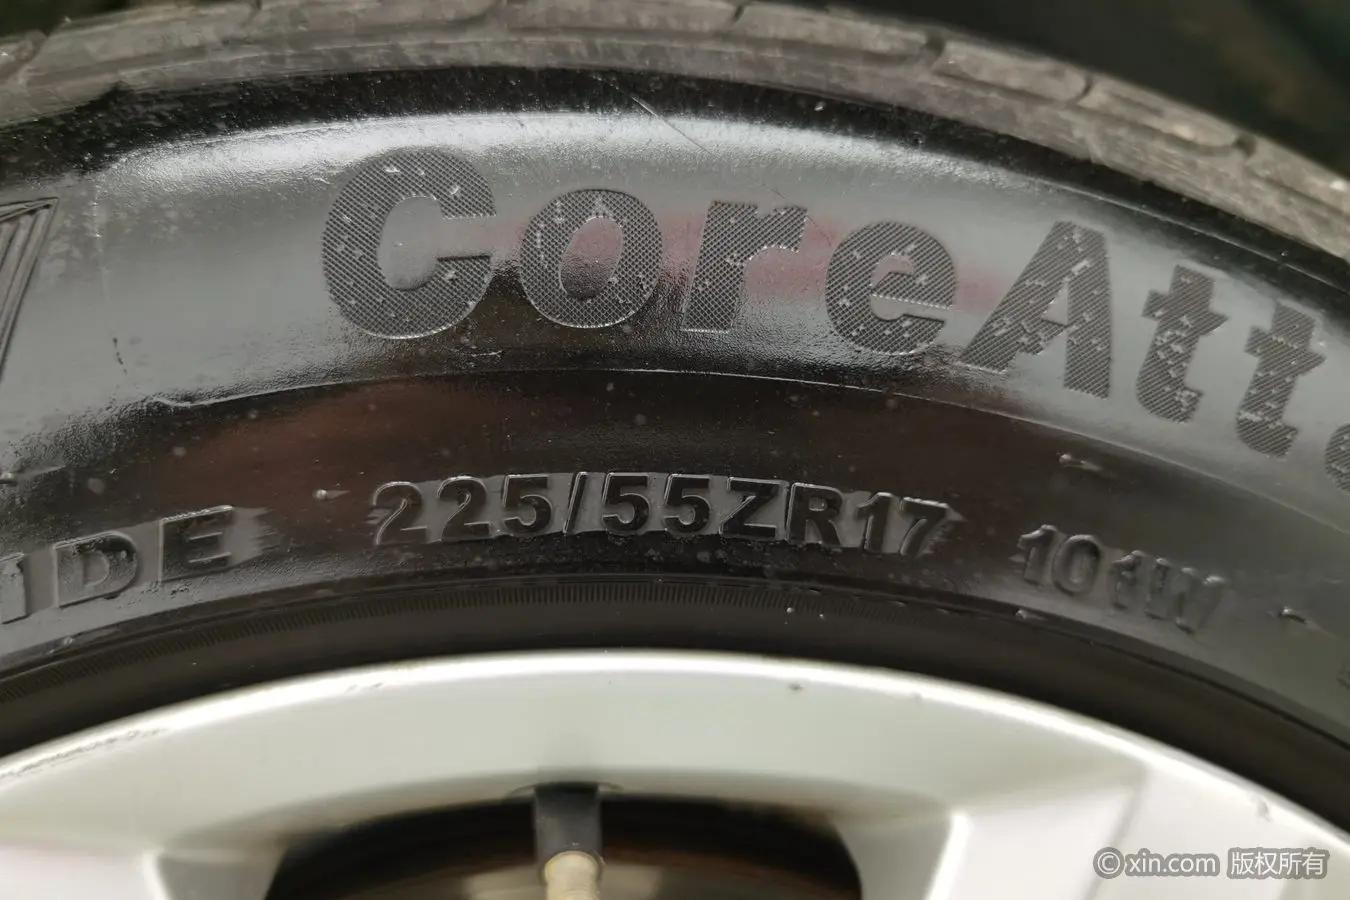 CoreAtt
IDE 225/55ZR17 101W
©xin.com 版权所有